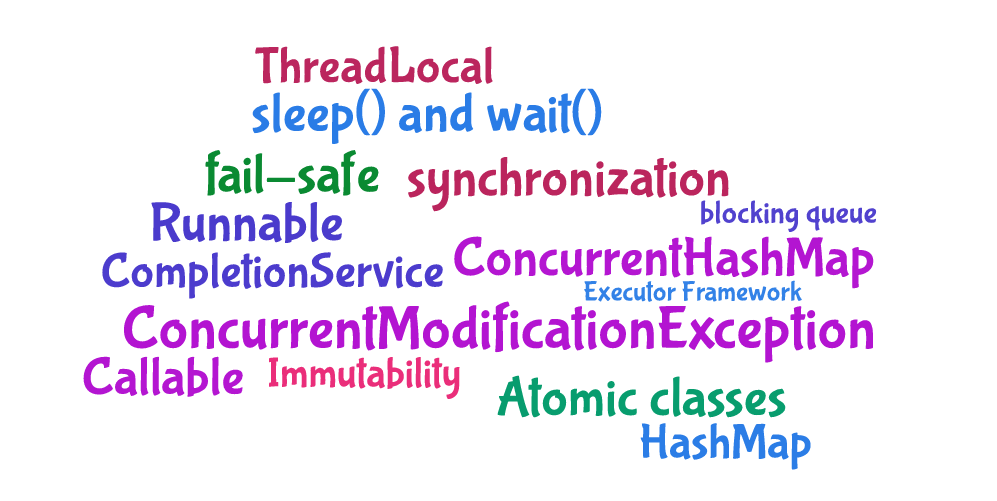 ThreadLocal
sleep() and wait()
fail-safe synchronization
Runnable
blocking queue
CompletionService
ConcurrentHashMap
Executor Framework
ConcurrentModificationException
Callable
Immutability
Atomic classes
HashMap